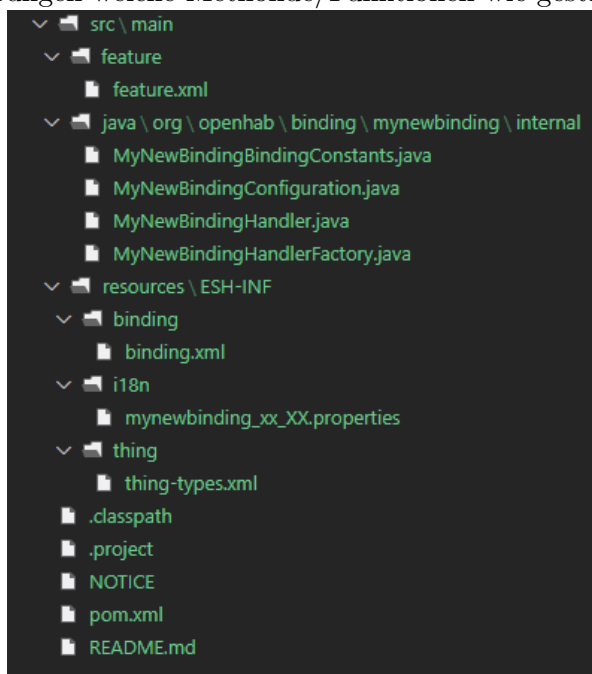 src \ main
feature
feature.xml
java \ org \ openhab \ binding \ mynewbinding \ internal
MyNewBindingBindingConstants.java
MyNewBindingConfiguration.java
MyNewBindingHandler.java
MyNewBindingHandlerFactory.java
resources \ ESH-INF
binding
binding.xml
i18n
mynewbinding_xx_XX.properties
thing
thing-types.xml
.classpath
.project
NOTICE
pom.xml
README.md